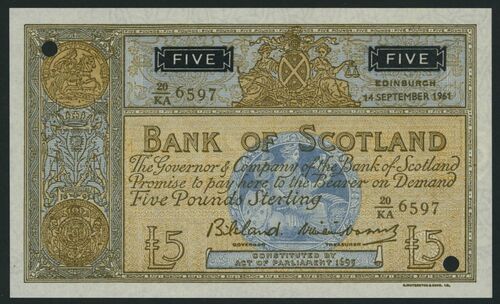 FIVE FIVE
20/KA 6597
EDINBURGH
14 SEPTEMBER 1961
BANK OF SCOTLAND
The Governor & Company of the Bank of Scotland
Promise to pay here to the Bearer on Demand
Five Pounds Sterling
20/KA 6597
GOVERNOR TREASURER
£5 £5
CONSTITUTED BY
ACT OF PARLIAMENT 1695